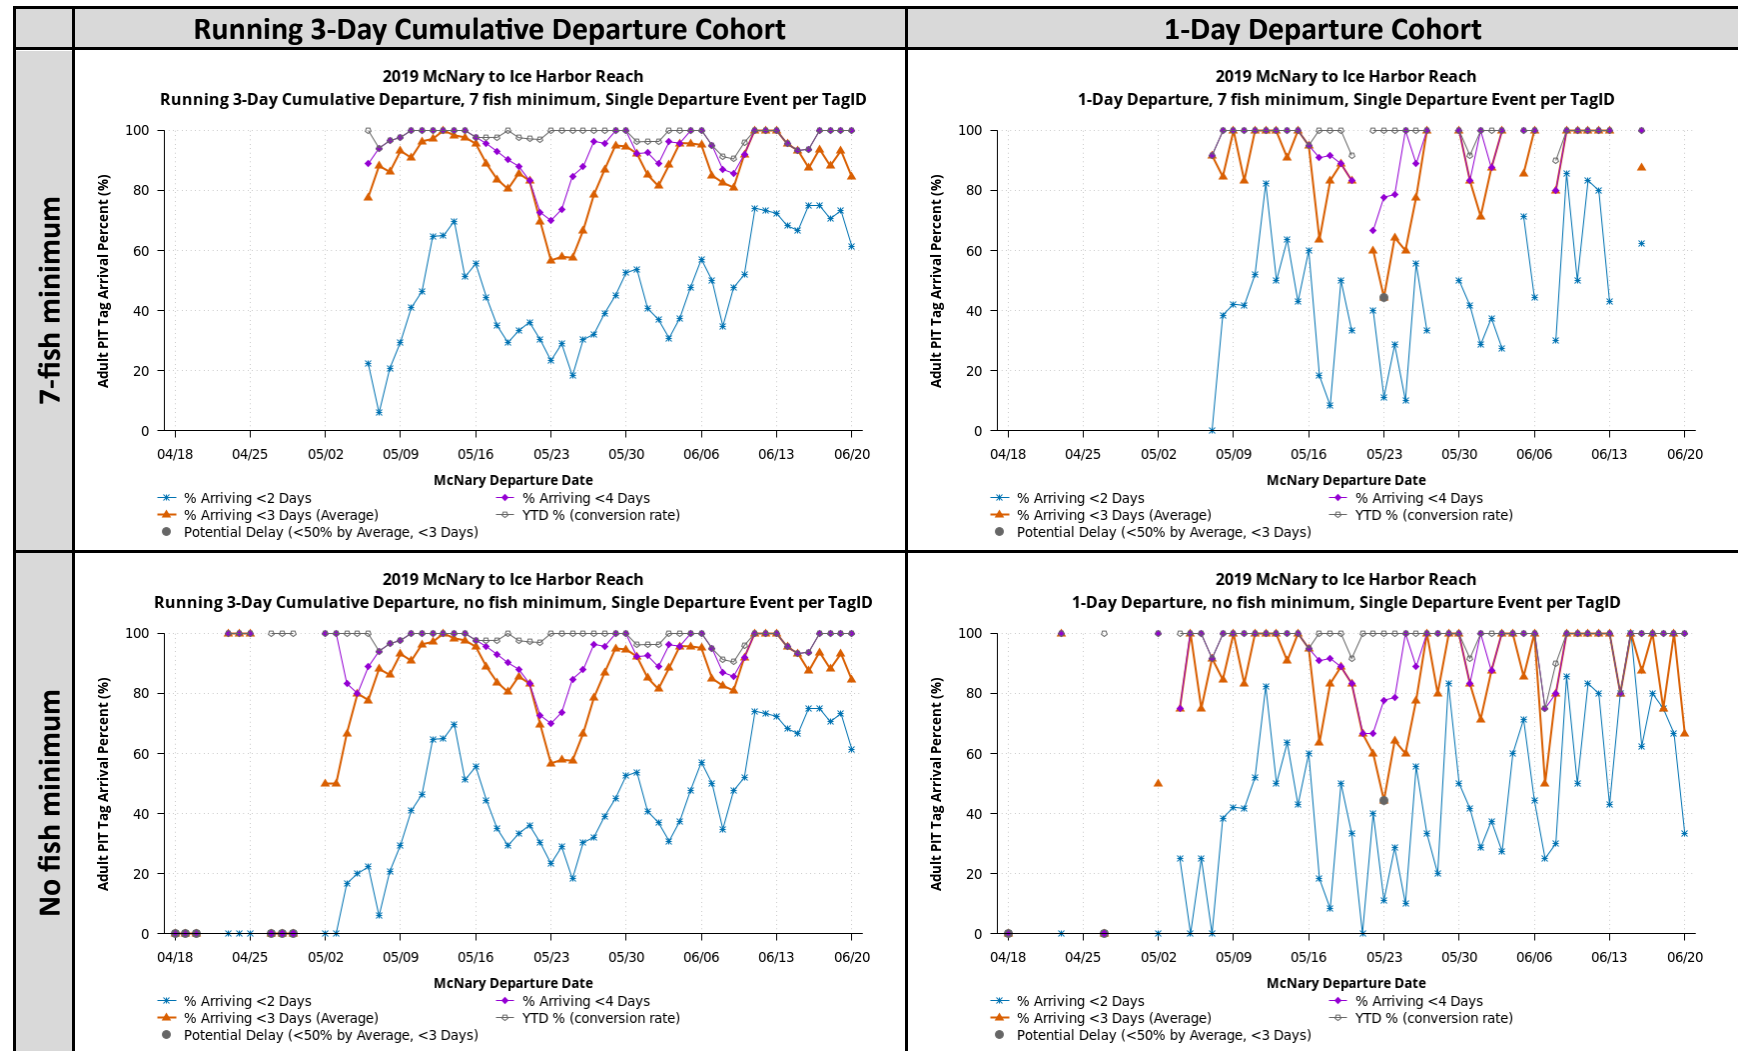 Running 3-Day Cumulative Departure Cohort
1-Day Departure Cohort
7-fish minimum
2019 McNary to Ice Harbor Reach
Running 3-Day Cumulative Departure, 7 fish minimum, Single Departure Event per TagID
Adult PIT Tag Arrival Percent (%)
100
80
60
40
20
0
04/18 04/25 05/02 05/09 05/16 05/23 05/30 06/06 06/13 06/20
McNary Departure Date
% Arriving <2 Days % Arriving <4 Days
% Arriving <3 Days (Average) YTD % (conversion rate)
Potential Delay (<50% by Average, <3 Days)
2019 McNary to Ice Harbor Reach
1-Day Departure, 7 fish minimum, Single Departure Event per TagID
Adult PIT Tag Arrival Percent (%)
100
80
60
40
20
0
04/18 04/25 05/02 05/09 05/16 05/23 05/30 06/06 06/13 06/20
McNary Departure Date
% Arriving <2 Days % Arriving <4 Days
% Arriving <3 Days (Average) YTD % (conversion rate)
Potential Delay (<50% by Average, <3 Days)
No fish minimum
2019 McNary to Ice Harbor Reach
Running 3-Day Cumulative Departure, no fish minimum, Single Departure Event per TagID
Adult PIT Tag Arrival Percent (%)
100
80
60
40
20
0
04/18 04/25 05/02 05/09 05/16 05/23 05/30 06/06 06/13 06/20
McNary Departure Date
% Arriving <2 Days % Arriving <4 Days
% Arriving <3 Days (Average) YTD % (conversion rate)
Potential Delay (<50% by Average, <3 Days)
2019 McNary to Ice Harbor Reach
1-Day Departure, no fish minimum, Single Departure Event per TagID
Adult PIT Tag Arrival Percent (%)
100
80
60
40
20
0
04/18 04/25 05/02 05/09 05/16 05/23 05/30 06/06 06/13 06/20
McNary Departure Date
% Arriving <2 Days % Arriving <4 Days
% Arriving <3 Days (Average) YTD % (conversion rate)
Potential Delay (<50% by Average, <3 Days)